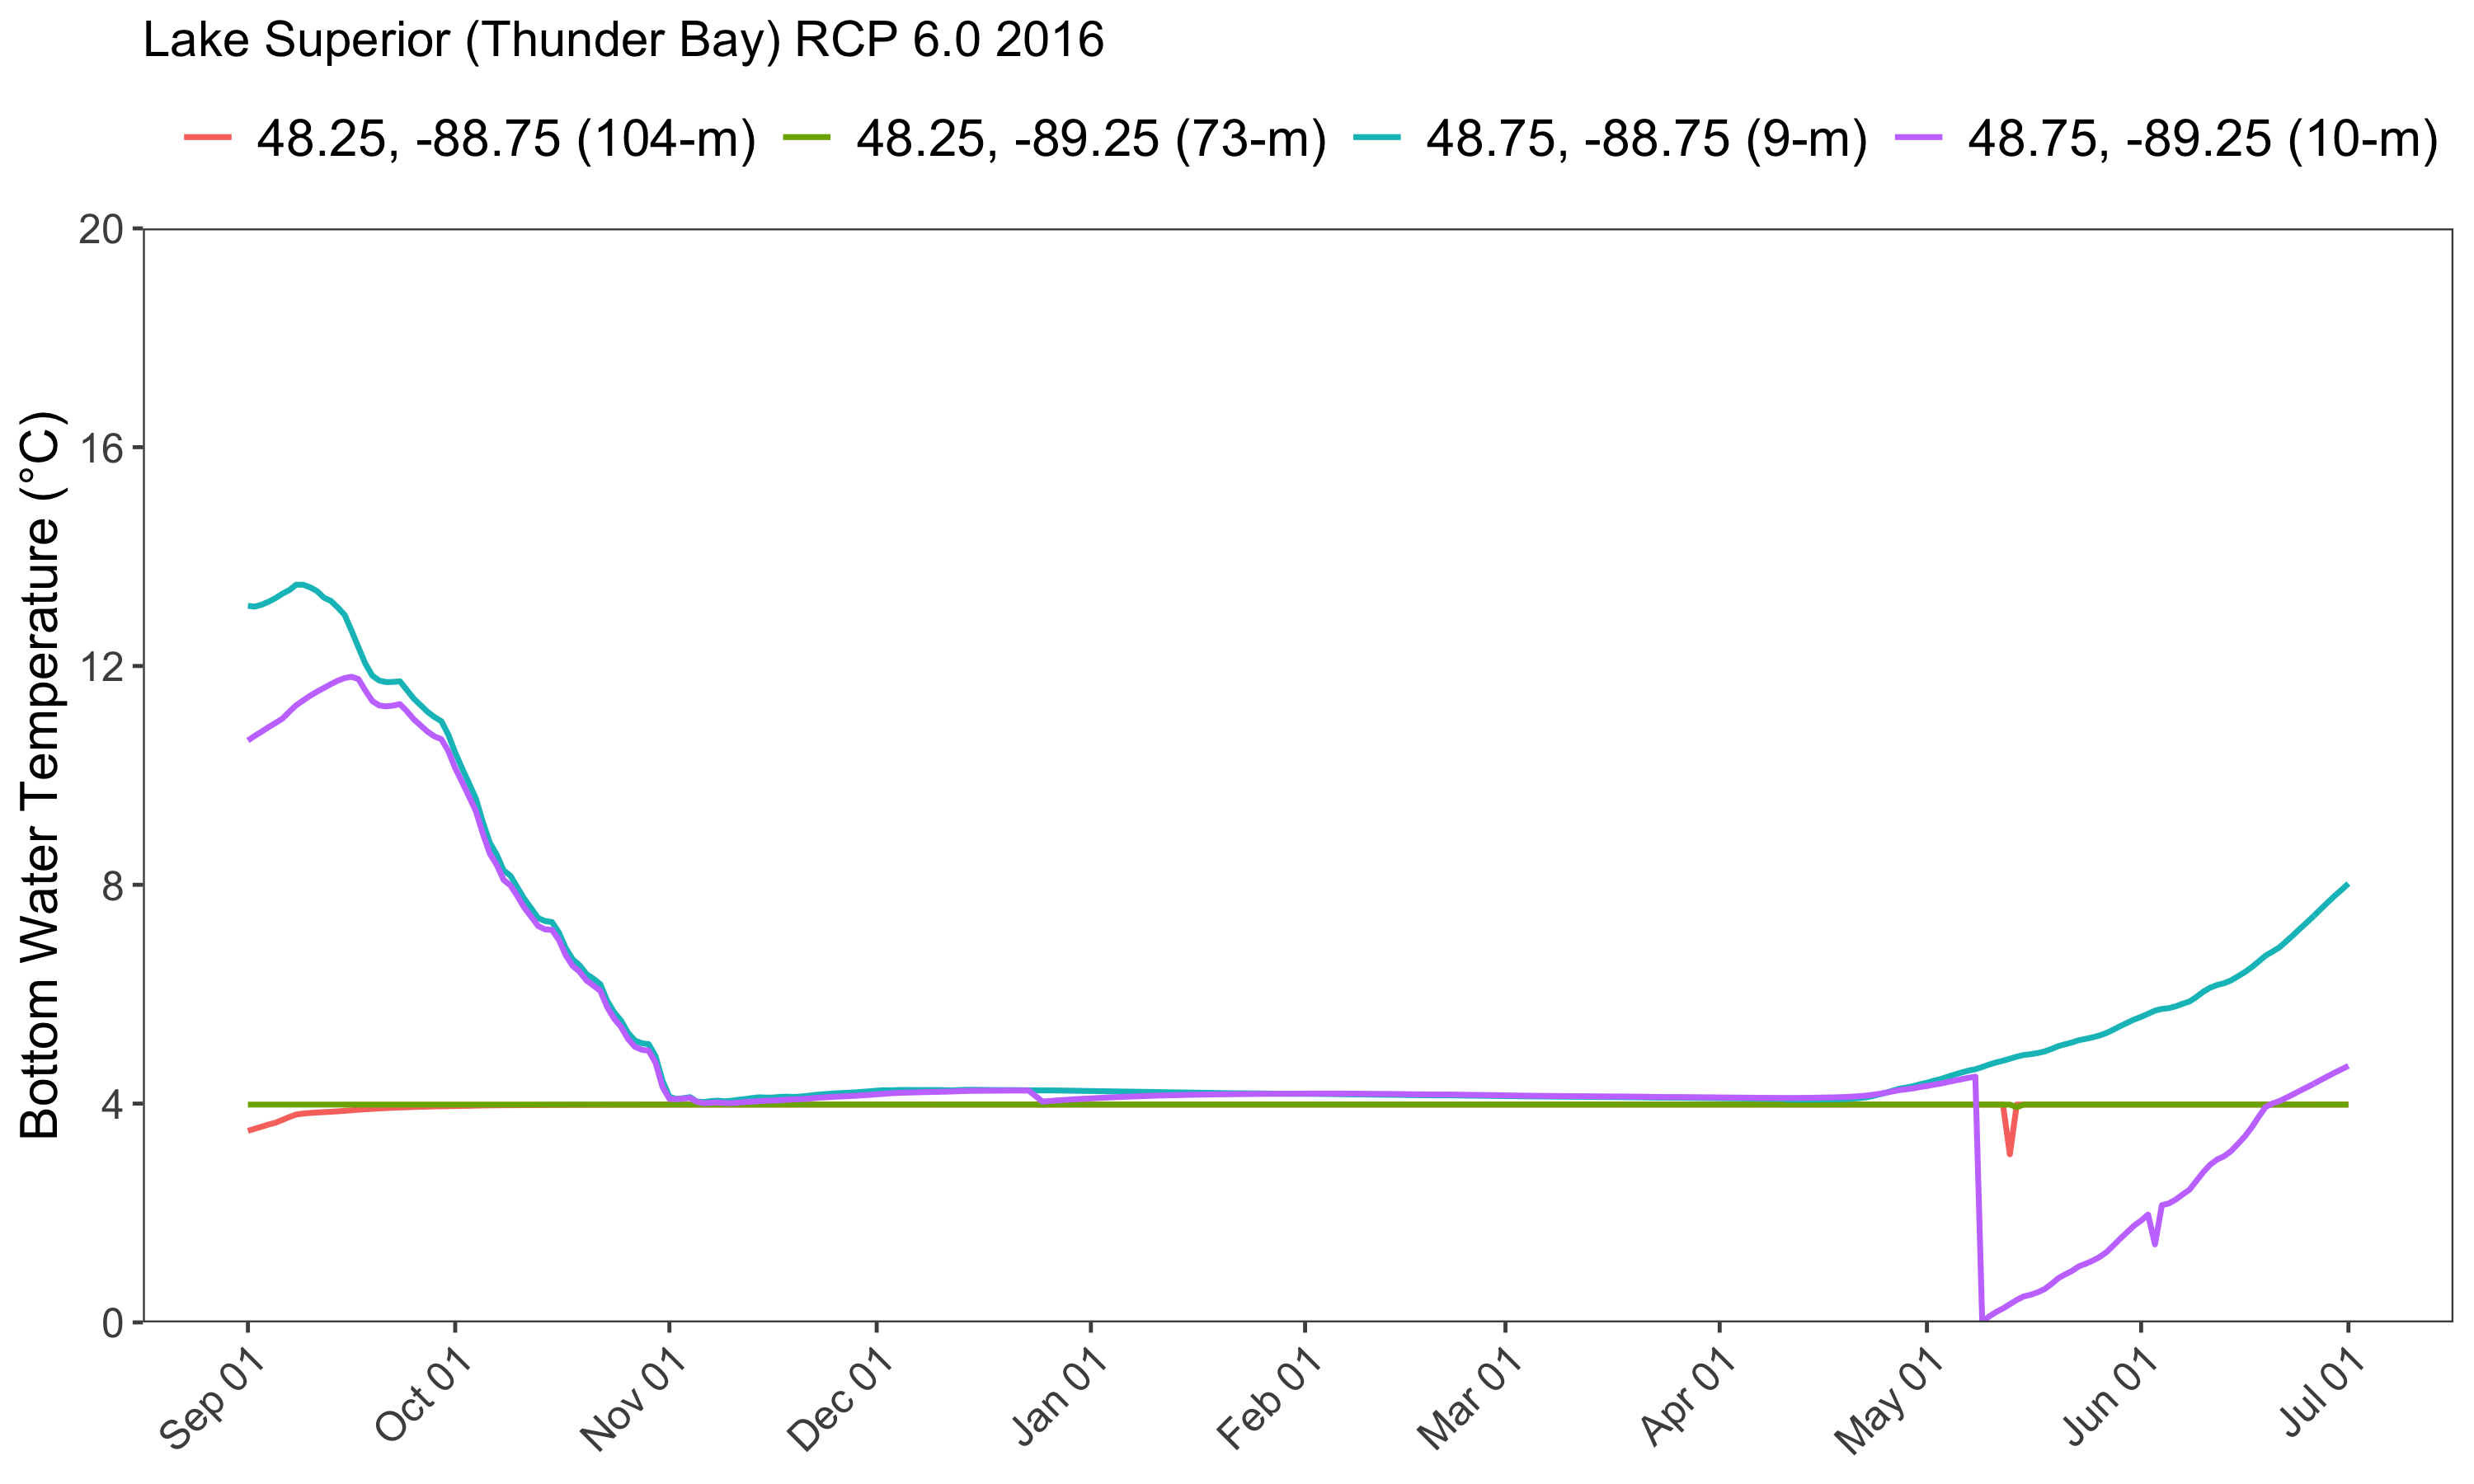 Lake Superior (Thunder Bay) RCP 6.0 2016
48.25, -88.75 (104-m) 48.25, -89.25 (73-m) 48.75, -88.75 (9-m) 48.75, -89.25 (10-m)
Bottom Water Temperature (°C)
20
16
12
8
4
0
Sep 01 Oct 01 Nov 01 Dec 01 Jan 01 Feb 01 Mar 01 Apr 01 May 01 Jun 01 Jul 01